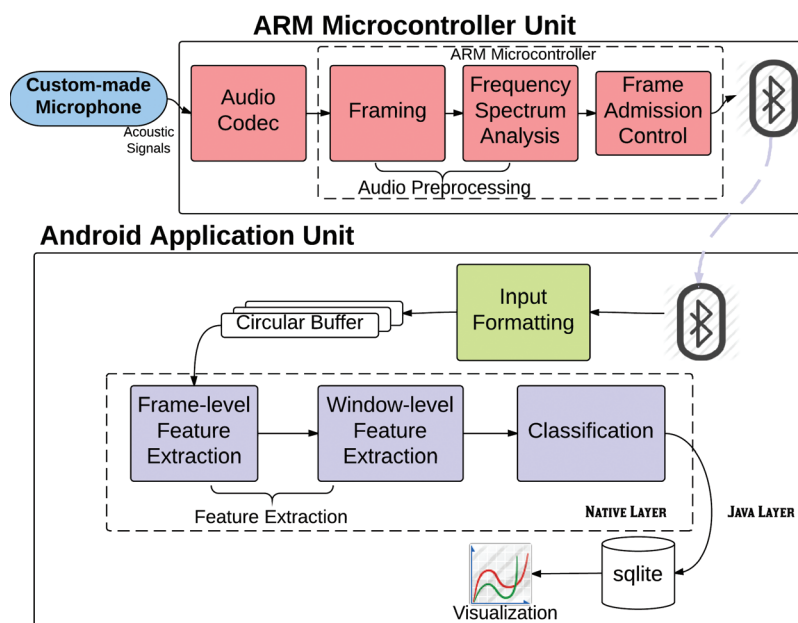 ARM Microcontroller Unit
ARM Microcontroller
Custom-made
Microphone
Acoustic
Signals
Audio
Codec
Framing
Frequency
Spectrum
Analysis
Frame
Admission
Control
Audio Preprocessing
Android Application Unit
Input
Formatting
Circular Buffer
Frame-level
Feature
Extraction
Window-level
Feature
Extraction
Classification
Feature Extraction
NATIVE LAYER
JAVA LAYER
sqlite
Visualization